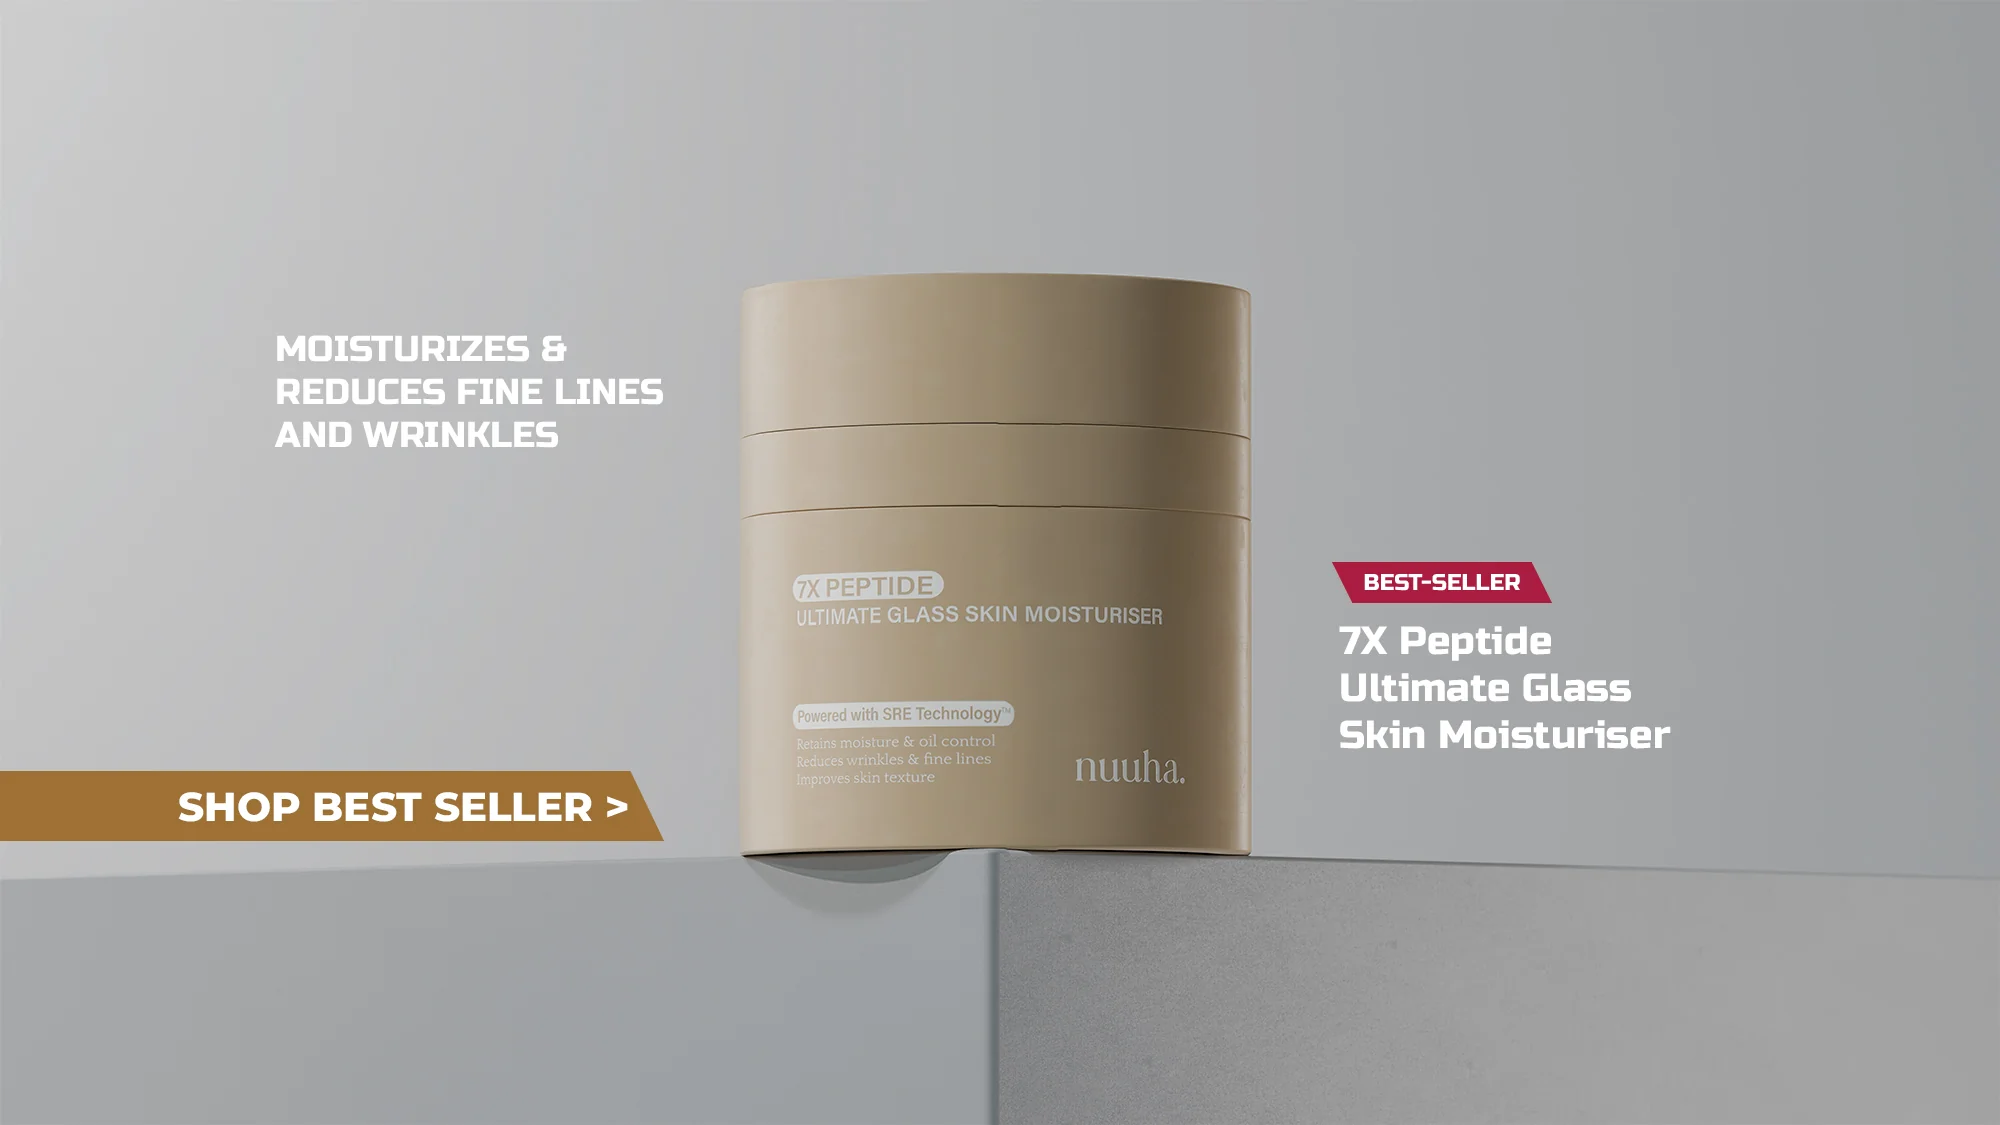 MOISTURIZES &
REDUCES FINE LINES
AND WRINKLES
7X PEPTIDE
ULTIMATE GLASS SKIN MOISTURISER
Powered with SRE Technology™
Retains moisture & oil control
Reduces wrinkles & fine lines
Improves skin texture
nuuha.
BEST-SELLER
7X Peptide
Ultimate Glass
Skin Moisturiser
SHOP BEST SELLER >